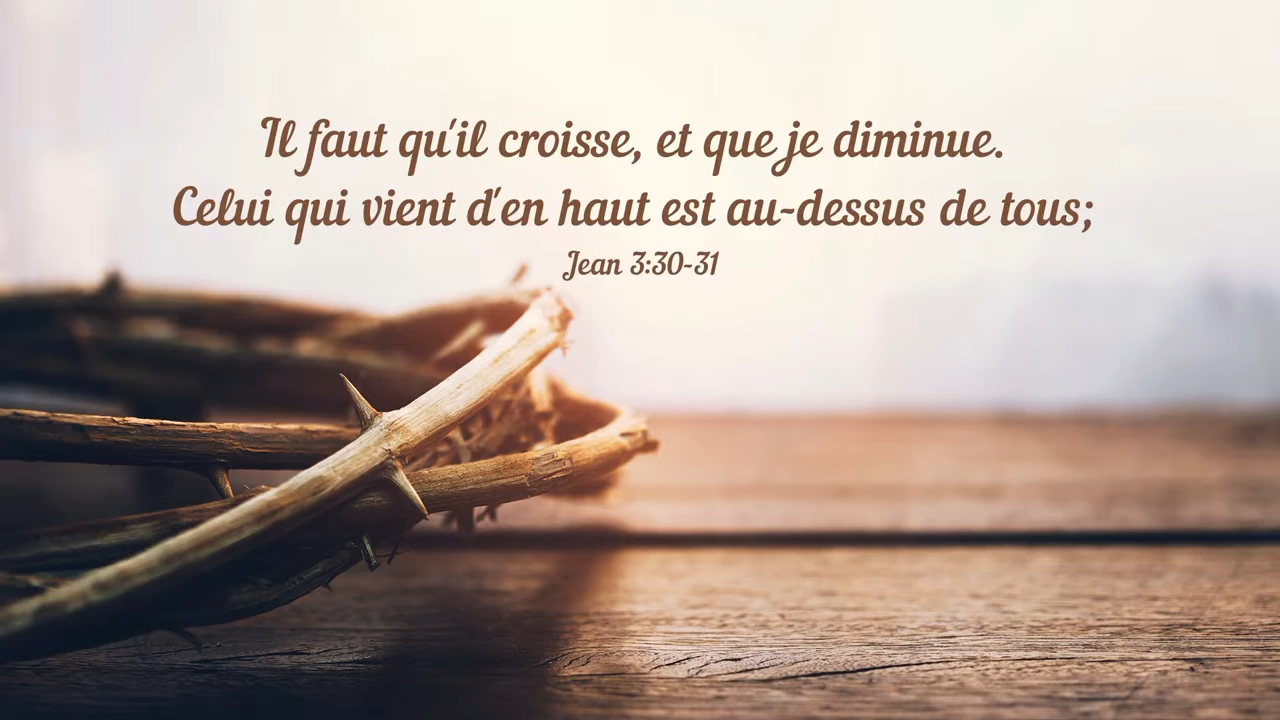 Il faut qu'il croisse, et que je diminue.
Celui qui vient d'en haut est au-dessus de tous;
Jean 3:30-31